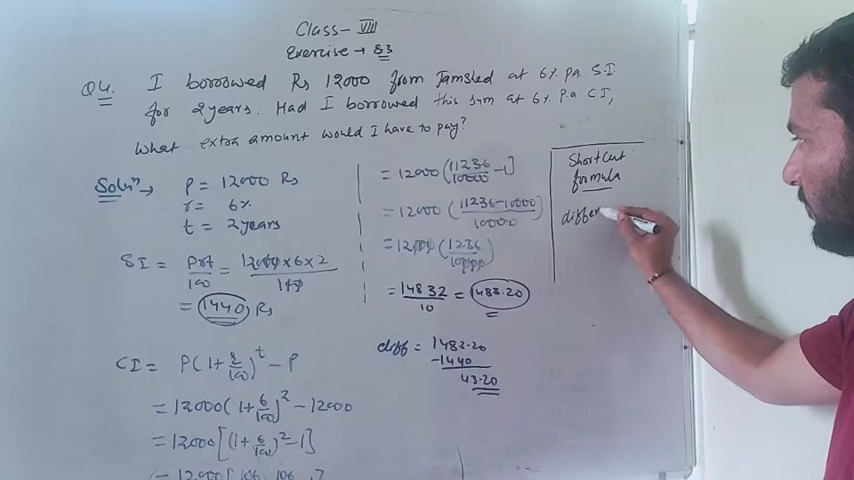 Class - VIII
Exercise → 8.3
Q4. I borrowed Rs 12000 from Jamshed at 6% p.a S.I.
for 2 years. Had I borrowed this sum at 6% p.a C.I,
What extra amount would I have to pay?
Soluⁿ → P = 12000 Rs
r = 6%
t = 2 years
SI = prt/100 = 12000×6×2/100
= 1440 Rs
CI = P(1+r/100)^t - P
= 12000(1+6/100)² - 12000
= 12000[(1+6/100)² - 1]
= 12000(11236/10000 - 1]
= 12000(11236-10000/10000)
= 12000(1236/10000)
= 14832/10 = 1483.20
diff = 1483.20
-1440
43.20
Shortcut
formula
differ